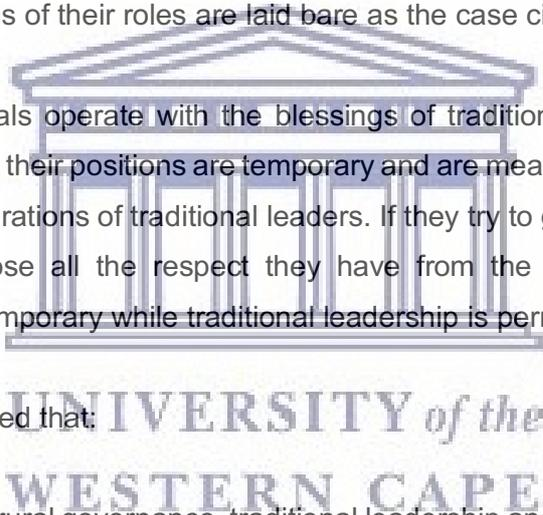 s of their roles are laid bare as the case ci
als operate with the blessings of tradition
their positions are temporary and are mea
rations of traditional leaders. If they try to g
ose all the respect they have from the
mporary while traditional leadership is perr
ed that:
UNIVERSITY of the
WESTERN CAPE
rural governance, traditional leadership an